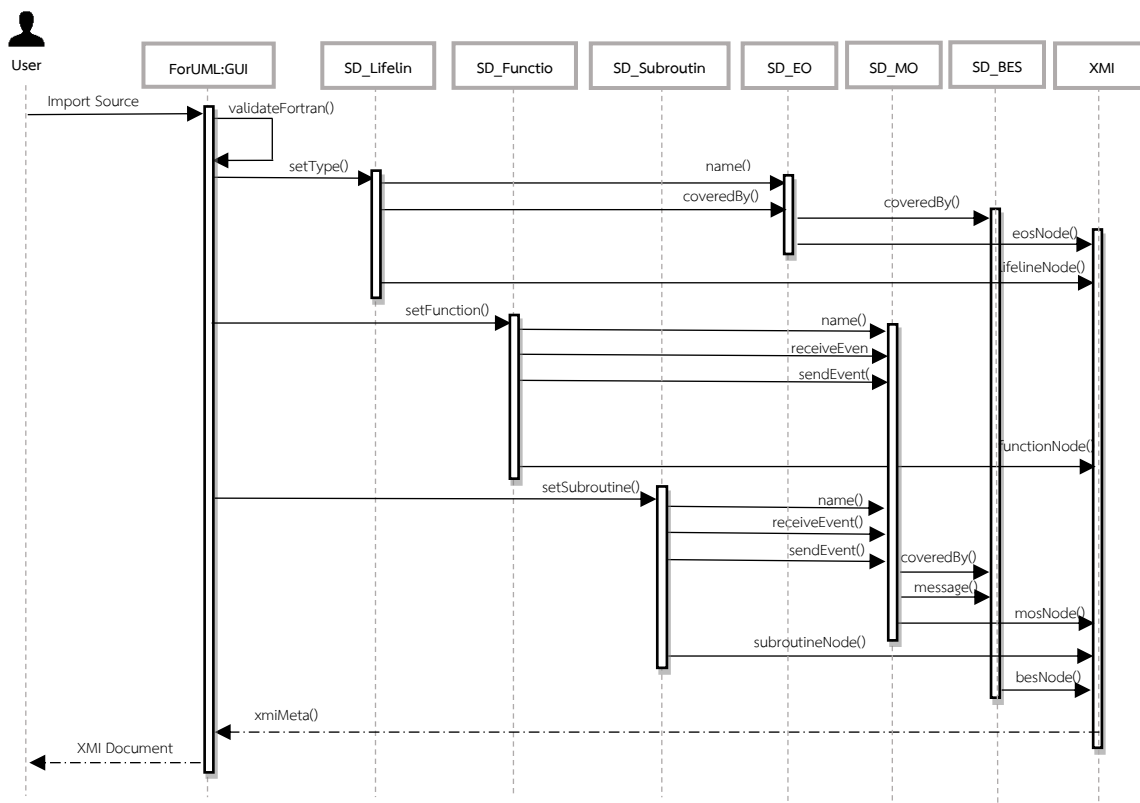 User
ForUML:GUI
SD_Lifelin
SD_Functio
SD_Subroutin
SD_EO
SD_MO
SD_BES
XMI
Import Source
validateFortran()
setType()
name()
coveredBy()
coveredBy()
eosNode()
lifelineNode()
setFunction()
name()
receiveEven
sendEvent(
functionNode()
setSubroutine()
name()
receiveEvent()
sendEvent()
coveredBy()
message()
mosNode()
subroutineNode()
besNode()
xmiMeta()
XMI Document